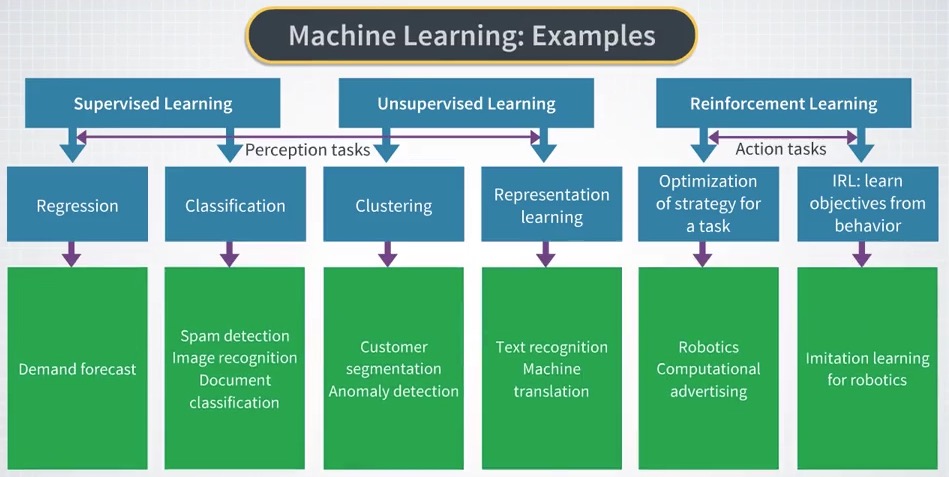 Machine Learning: Examples
Supervised Learning
Unsupervised Learning
Reinforcement Learning
Perception tasks
Action tasks
Regression
Classification
Clustering
Representation
learning
Optimization
of strategy for
a task
IRL: learn
objectives from
behavior
Demand forecast
Spam detection
Image recognition
Document
classification
Customer
segmentation
Anomaly detection
Text recognition
Machine
translation
Robotics
Computational
advertising
Imitation learning
for robotics